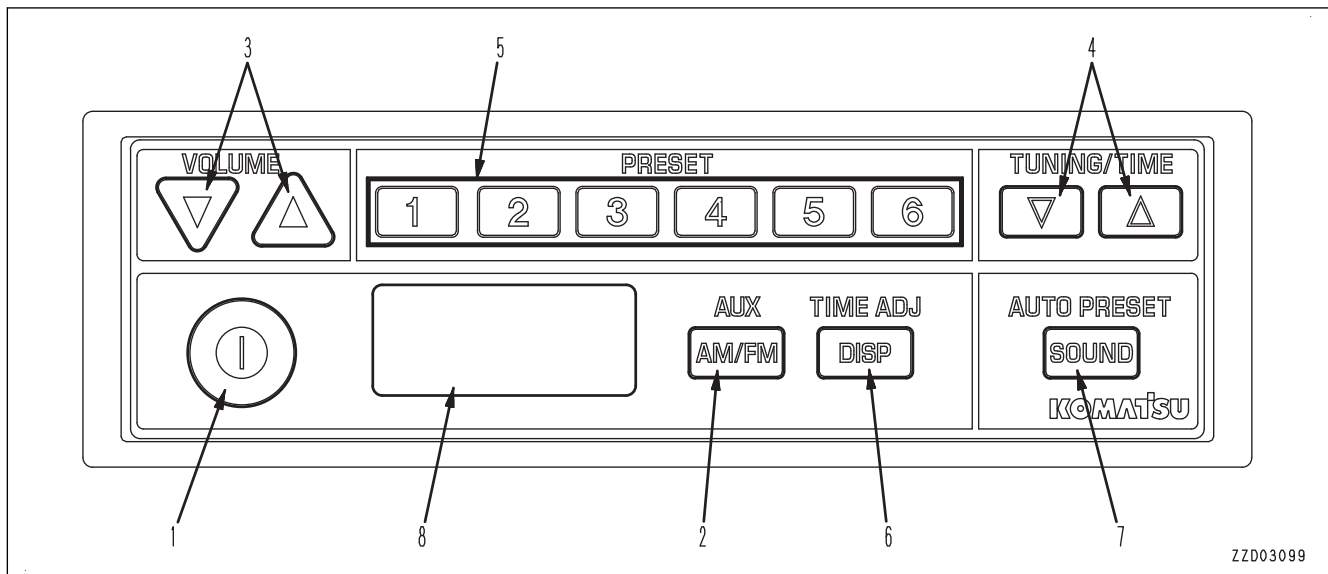 3 5 4
VOLUME PRESET TUNING/TIME
1 2 3 4 5 6
AUX TIME ADJ AUTO PRESET
AM/FM DISP SOUND
KOMATSU
1 8 2 6 7
ZZD03099